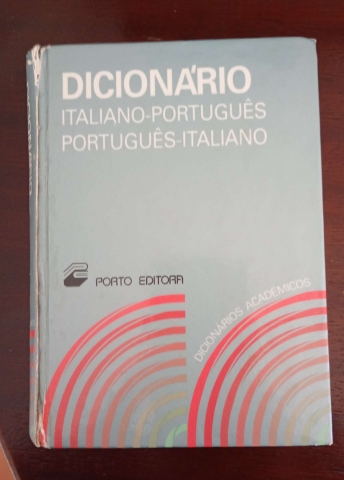 DICIONÁRIO
ITALIANO-PORTUGUÊS
PORTUGUÊS-ITALIANO
PORTO EDITORA
DICIONÁRIOS ACADÉMICOS